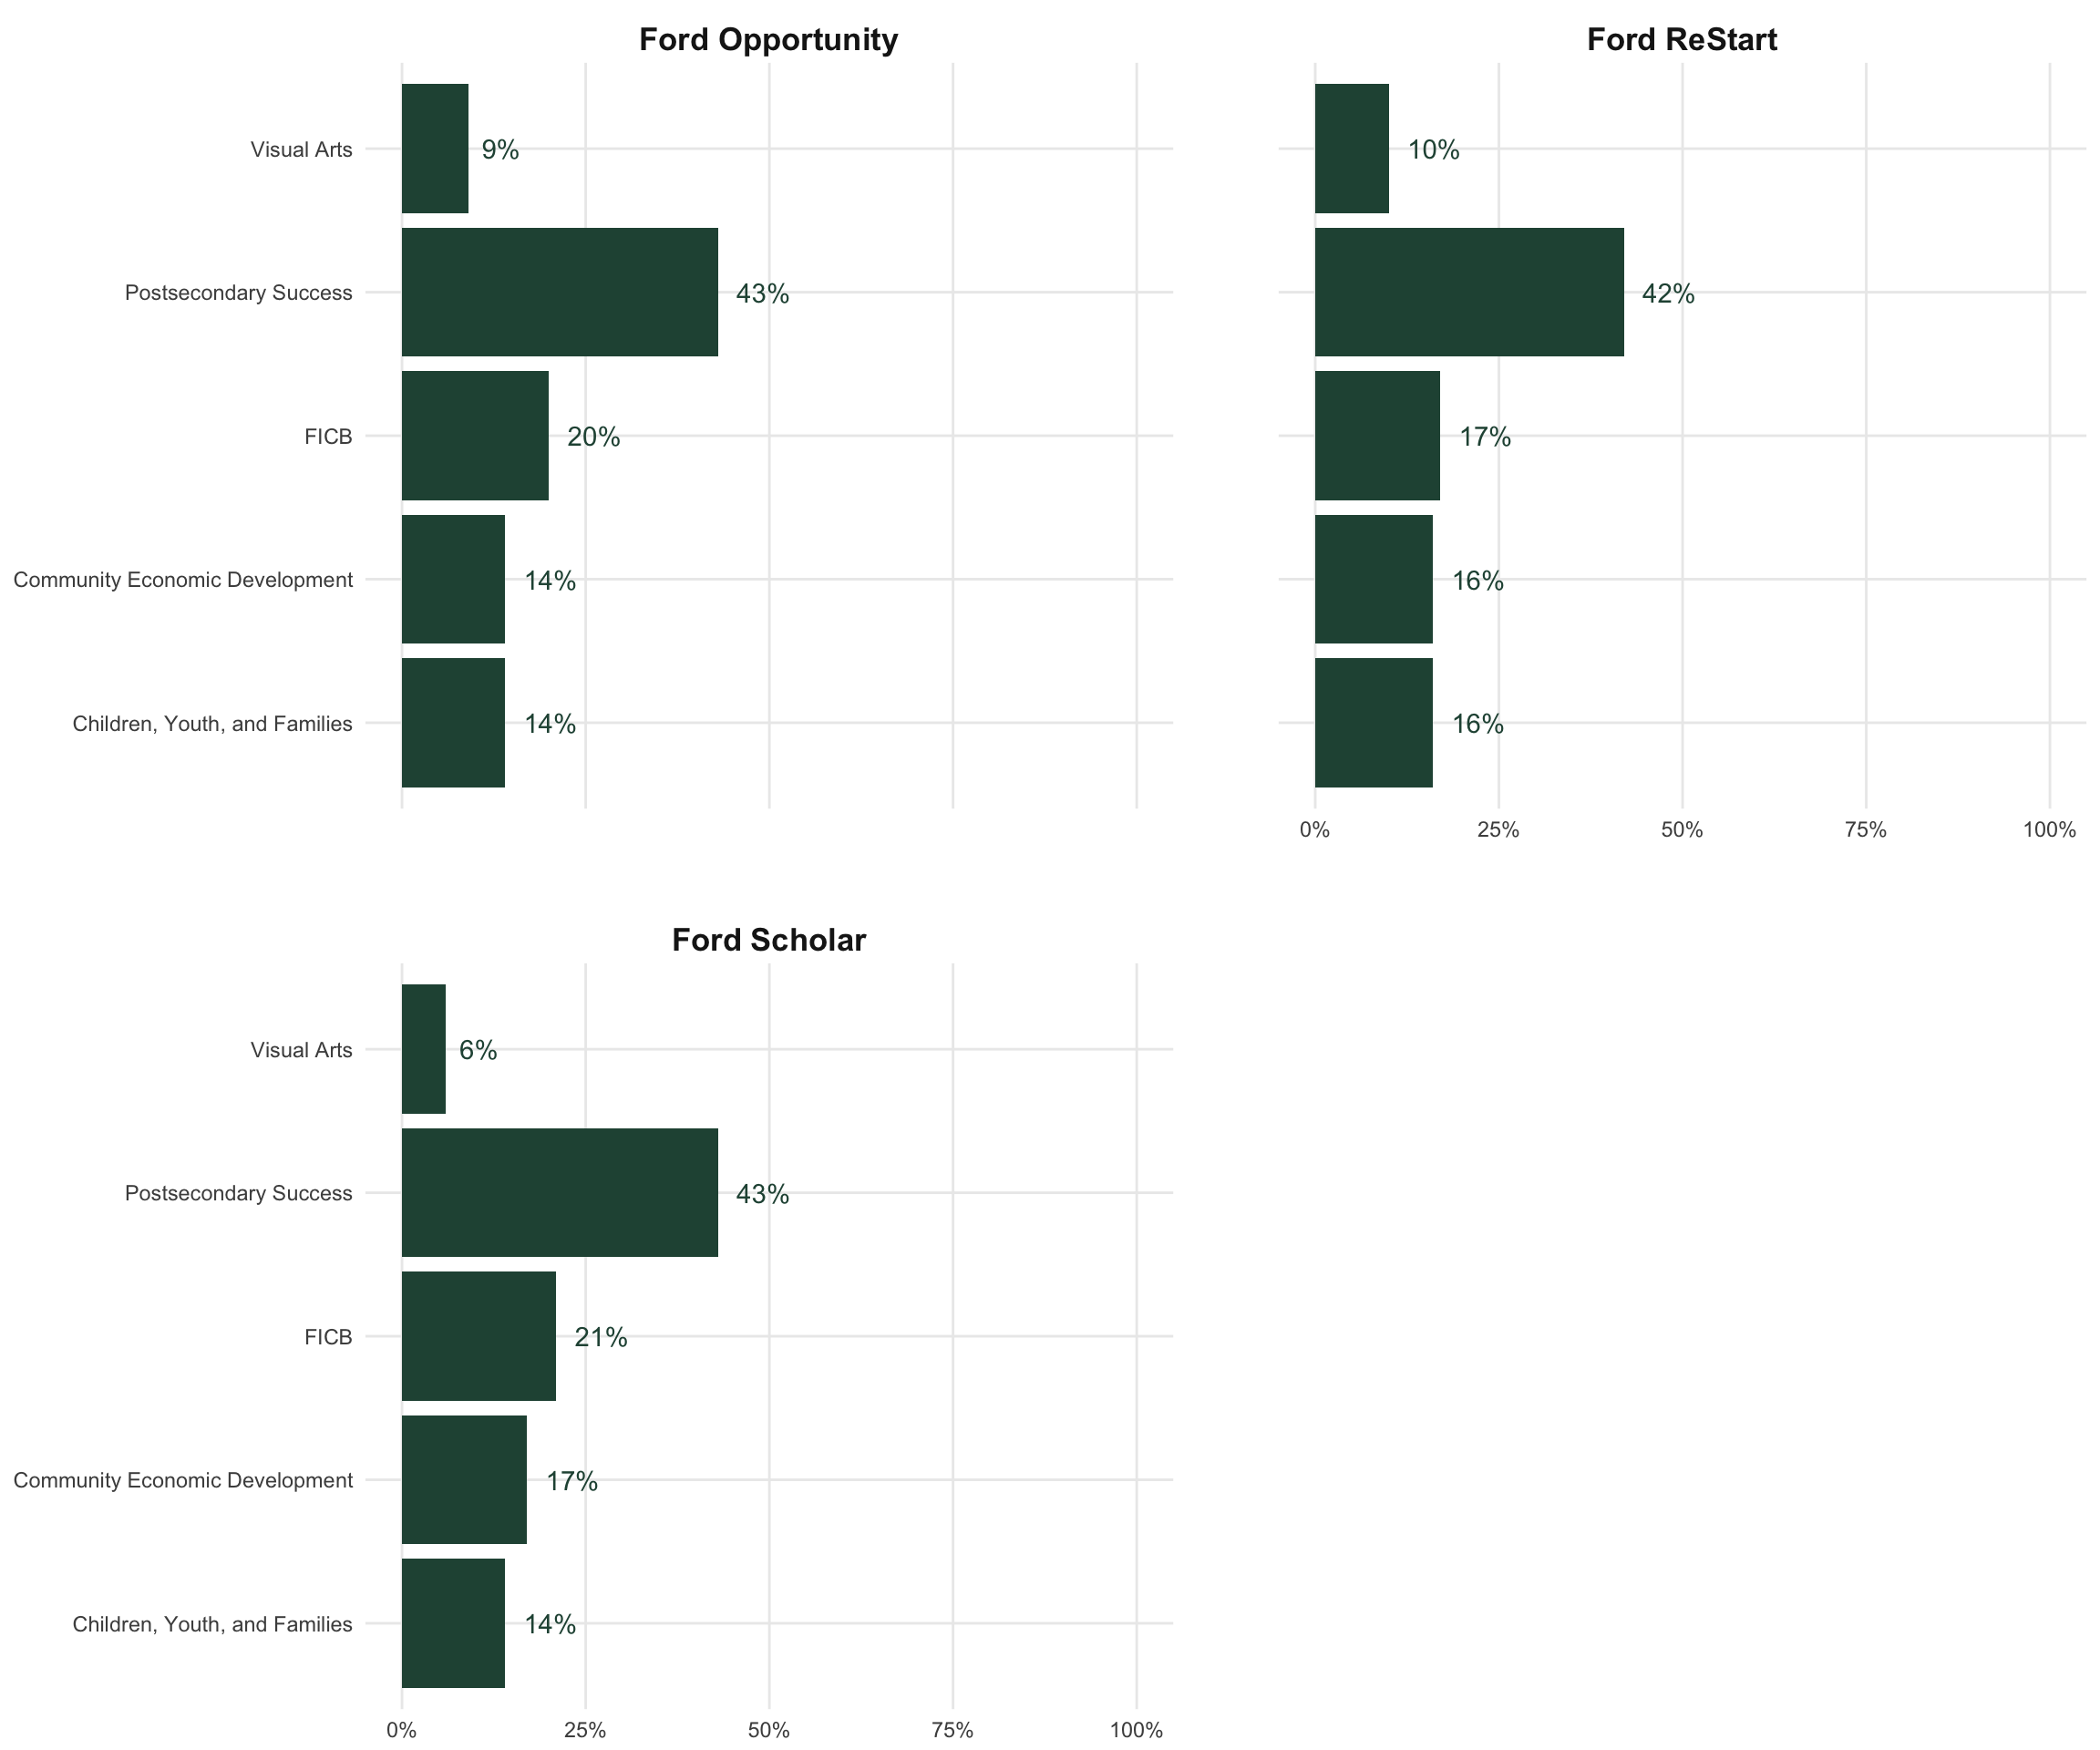 Ford Opportunity
Visual Arts
9%
Postsecondary Success
43%
FICB
20%
Community Economic Development
14%
Children, Youth, and Families
14%
Ford ReStart
10%
42%
17%
16%
16%
0% 25% 50% 75% 100%
Ford Scholar
Visual Arts
6%
Postsecondary Success
43%
FICB
21%
Community Economic Development
17%
Children, Youth, and Families
14%
0% 25% 50% 75% 100%